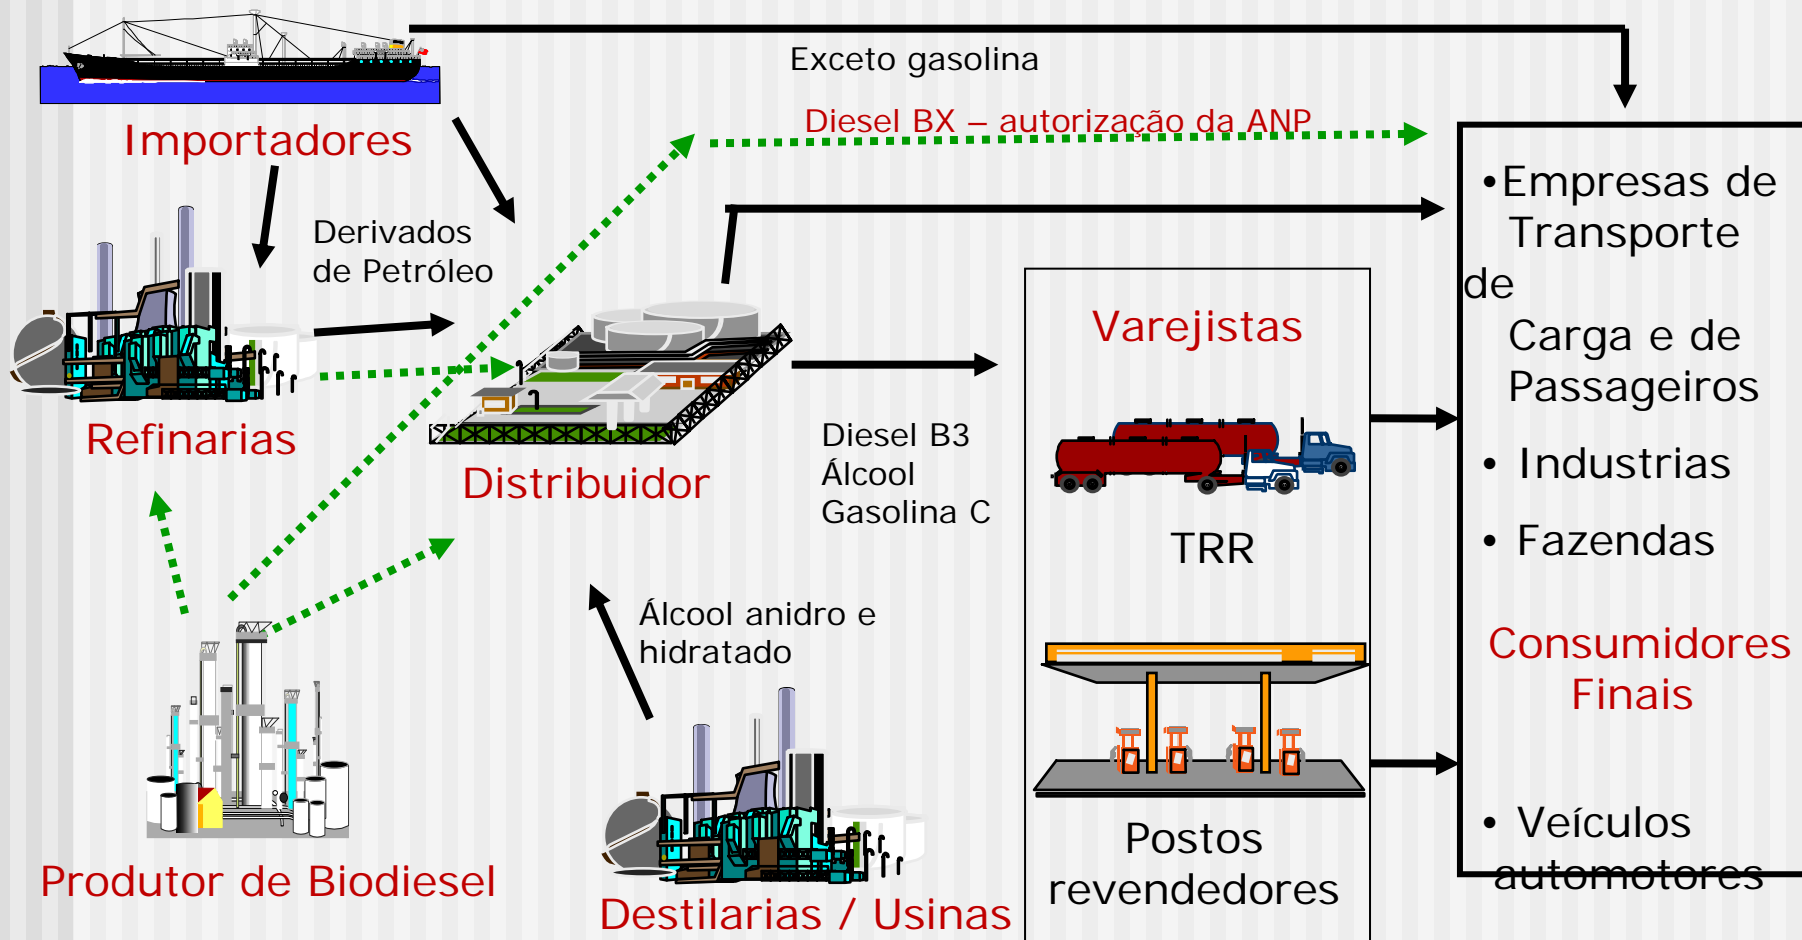 Exceto gasolina
Diesel BX – autorização da ANP
Importadores
Derivados
de Petróleo
Refinarias
Distribuidor
Diesel B3
Álcool
Gasolina C
Álcool anidro e
hidratado
Produtor de Biodiesel
Destilarias / Usinas
Varejistas
TRR
Postos
revendedores
•Empresas de
Transporte
de
Carga e de
Passageiros
• Industrias
• Fazendas
Consumidores
Finais
• Veículos
automotores